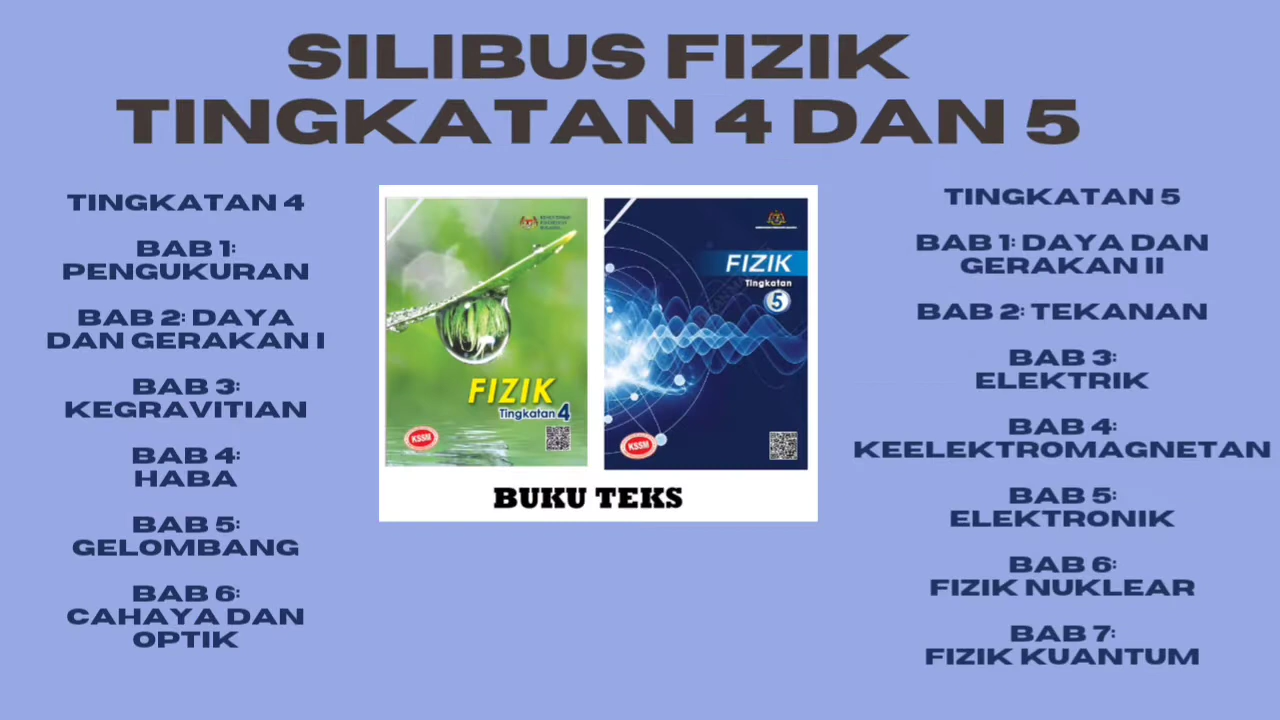 SILIBUS FIZIK
TINGKATAN 4 DAN 5
TINGKATAN 4
BAB 1:
PENGUKURAN
BAB 2: DAYA
DAN GERAKAN I
BAB 3:
KEGRAVITIAN
BAB 4:
HABA
BAB 5:
GELOMBANG
BAB 6:
CAHAYA DAN
OPTIK
FIZIK
Tingkatan 4
KSSM
FIZIK
Tingkatan
5
KSSM
BUKU TEKS
TINGKATAN 5
BAB 1: DAYA DAN
GERAKAN II
BAB 2: TEKANAN
BAB 3:
ELEKTRIK
BAB 4:
KEELEKTROMAGNETAN
BAB 5:
ELEKTRONIK
BAB 6:
FIZIK NUKLEAR
BAB 7:
FIZIK KUANTUM